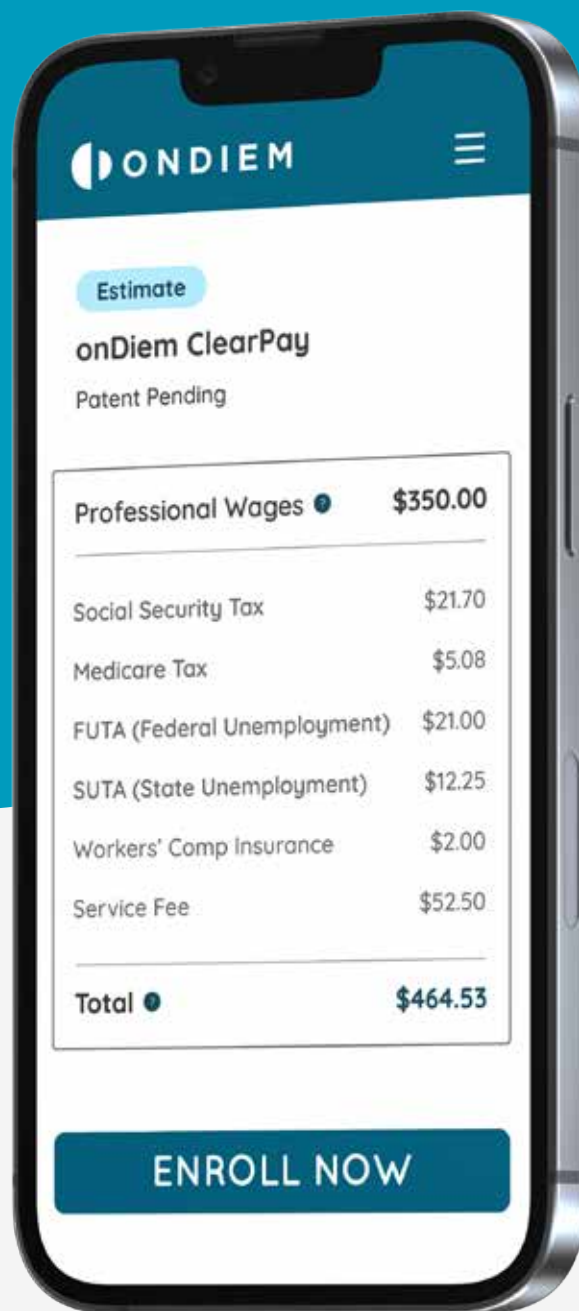 ONDIEM
Estimate
onDiem ClearPay
Patent Pending
Professional Wages ? $350.00
Social Security Tax $21.70
Medicare Tax $5.08
FUTA (Federal Unemployment) $21.00
SUTA (State Unemployment) $12.25
Workers' Comp Insurance $2.00
Service Fee $52.50
Total ? $464.53
ENROLL NOW